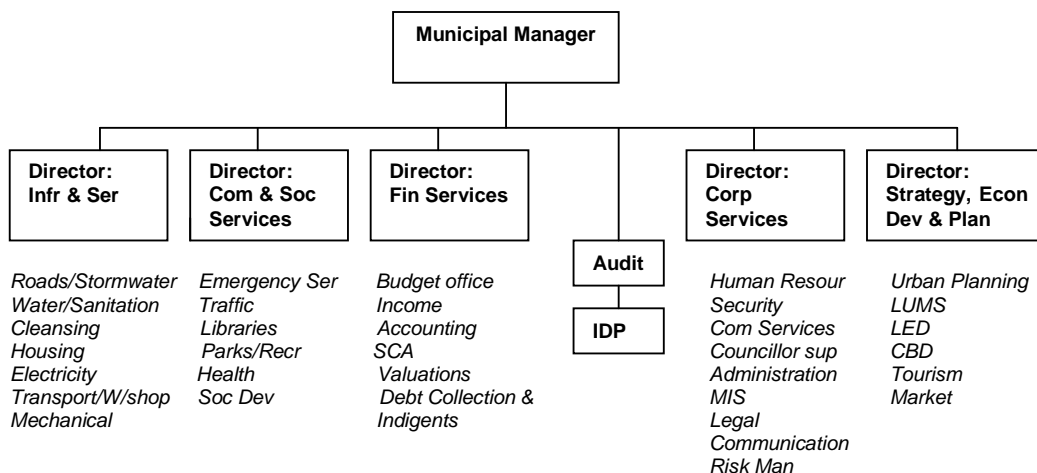 Municipal Manager
Director:
Infr & Ser
Director:
Com & Soc
Services
Director:
Fin Services
Director:
Corp
Services
Director:
Strategy, Econ
Dev & Plan
Audit
IDP
Roads/Stormwater
Water/Sanitation
Cleansing
Housing
Electricity
Transport/W/shop
Mechanical
Emergency Ser
Traffic
Libraries
Parks/Recr
Health
Soc Dev
Budget office
Income
Accounting
SCA
Valuations
Debt Collection &
Indigents
Human Resour
Security
Com Services
Councillor sup
Administration
MIS
Legal
Communication
Risk Man
Urban Planning
LUMS
LED
CBD
Tourism
Market